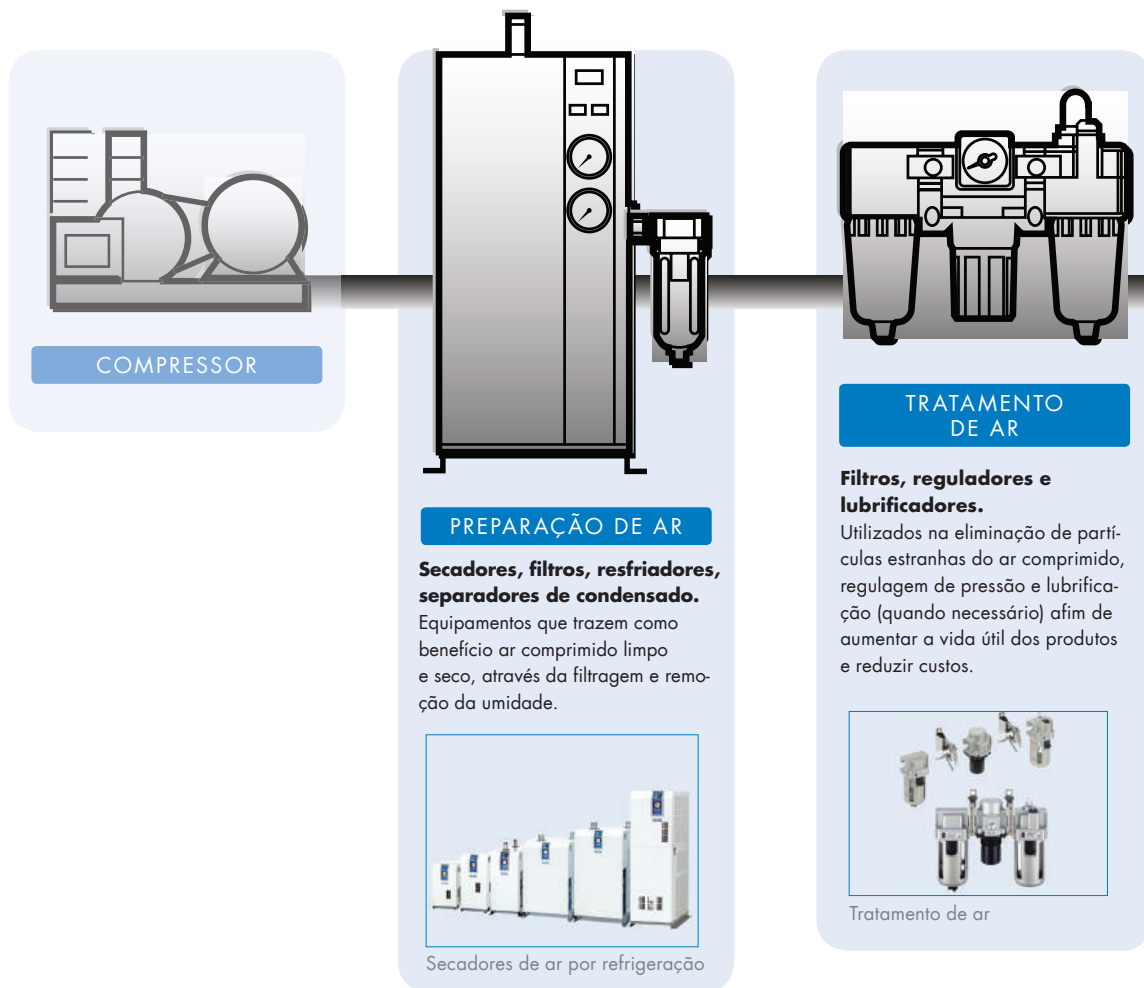 COMPRESSOR
PREPARAÇÃO DE AR
Secadores, filtros, resfriadores,
separadores de condensado.
Equipamentos que trazem como
benefício ar comprimido limpo
e seco, através da filtragem e remo-
ção da umidade.
Secadores de ar por refrigeração
TRATAMENTO
DE AR
Filtros, reguladores e
lubrificadores.
Utilizados na eliminação de partí-
culas estranhas do ar comprimido,
regulagem de pressão e lubrifica-
ção (quando necessário) afim de
aumentar a vida útil dos produtos
e reduzir custos.
Tratamento de ar